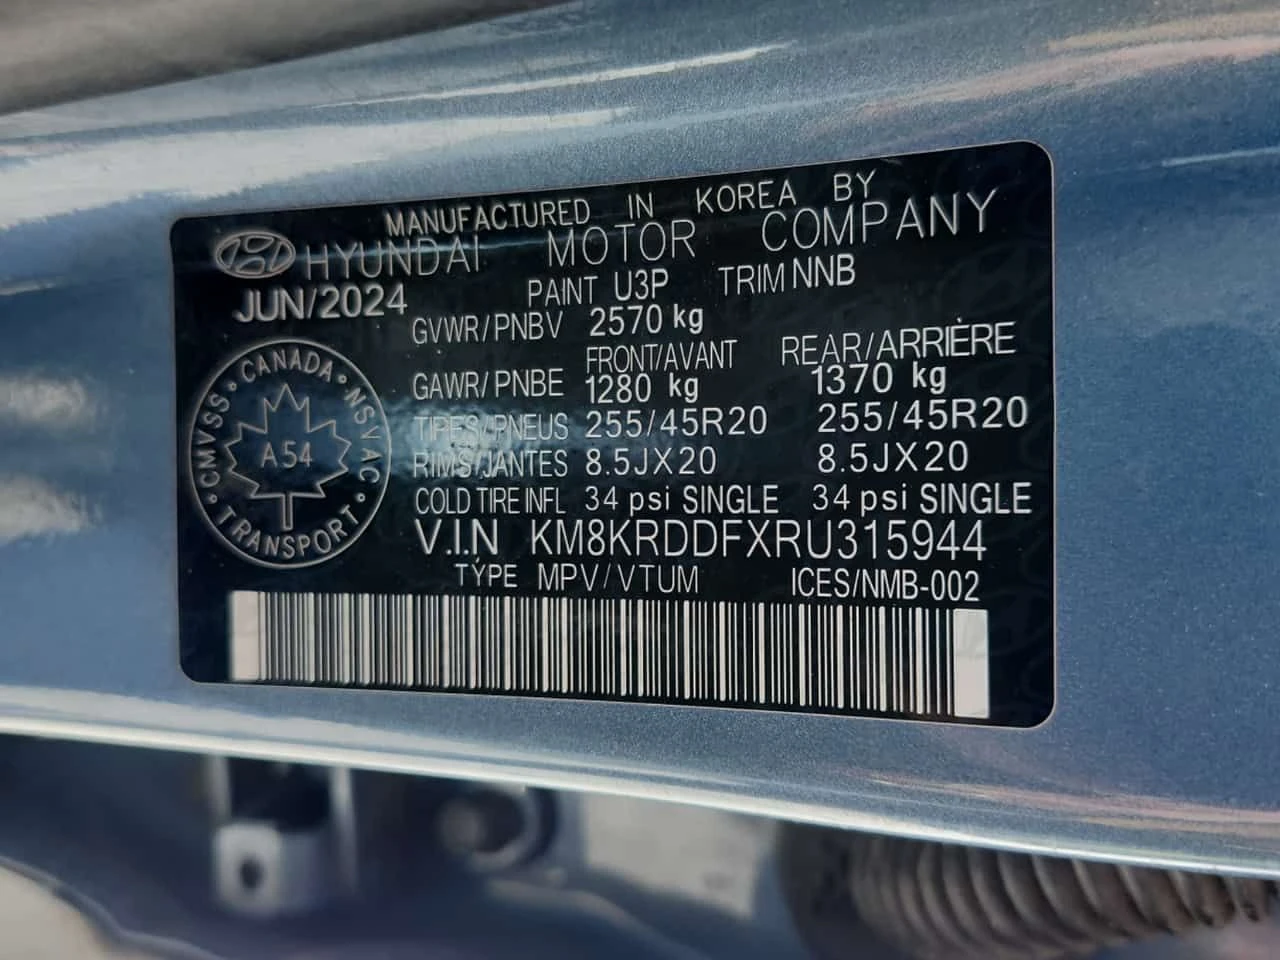 MANUFACTURED IN KOREA BY
HYUNDAI MOTOR COMPANY
JUN/2024 PAINT U3P TRIM NNB
GVWR/PNBV 2570 kg
FRONT/AVANT REAR/ARRIÈRE
GAWR/PNBE 1280 kg 1370 kg
TIRES/PNEUS 255/45R20 255/45R20
RIMS/JANTES 8.5JX20 8.5JX20
COLD TIRE INFL 34 psi SINGLE 34 psi SINGLE
V.I.N KM8KRDDFXRU315944
TYPE MPV/VTUM ICES/NMB-002
CMVSS • CANADA • NSVAC • TRANSPORT •
A54